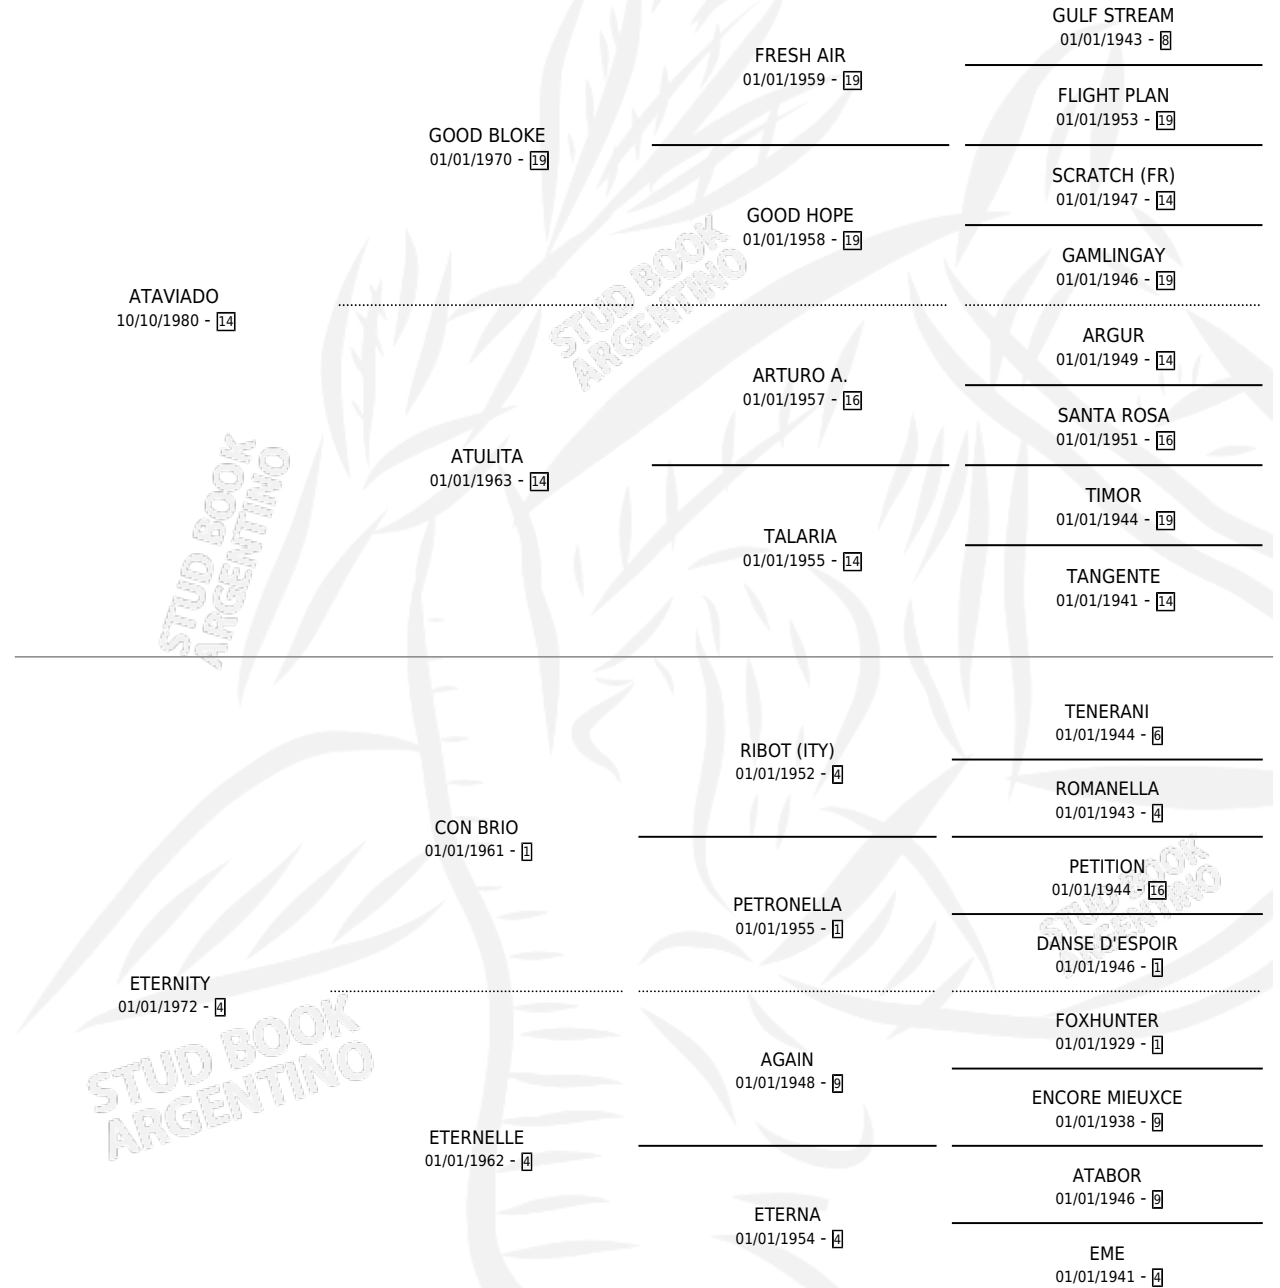 GULF STREAM
01/01/1943 - 8
FRESH AIR
01/01/1959 - 19
FLIGHT PLAN
01/01/1953 - 19
GOOD BLOKE
01/01/1970 - 19
SCRATCH (FR)
01/01/1947 - 14
GOOD HOPE
01/01/1958 - 19
GAMLINGAY
01/01/1946 - 19
ATAVIADO
10/10/1980 - 14
STUD BOOK
ARGENTINO
ARGUR
01/01/1949 - 14
ARTURO A.
01/01/1957 - 16
SANTA ROSA
01/01/1951 - 16
ATULITA
01/01/1963 - 14
TIMOR
01/01/1944 - 19
TALARIA
01/01/1955 - 14
TANGENTE
01/01/1941 - 14
STUD BOOK
ARGENTINO
TENERANI
01/01/1944 - 6
RIBOT (ITY)
01/01/1952 - 4
ROMANELLA
01/01/1943 - 4
CON BRIO
01/01/1961 - 1
PETITION
01/01/1944 - 16
PETRONELLA
01/01/1955 - 1
STUD BOOK
ARGENTINO
DANSE D'ESPOIR
01/01/1946 - 1
ETERNITY
01/01/1972 - 4
FOXHUNTER
01/01/1929 - 1
STUD BOOK
ARGENTINO
AGAIN
01/01/1948 - 9
ENCORE MIEUXCE
01/01/1938 - 9
ETERNELLE
01/01/1962 - 4
ATABOR
01/01/1946 - 9
ETERNA
01/01/1954 - 4
EME
01/01/1941 - 4